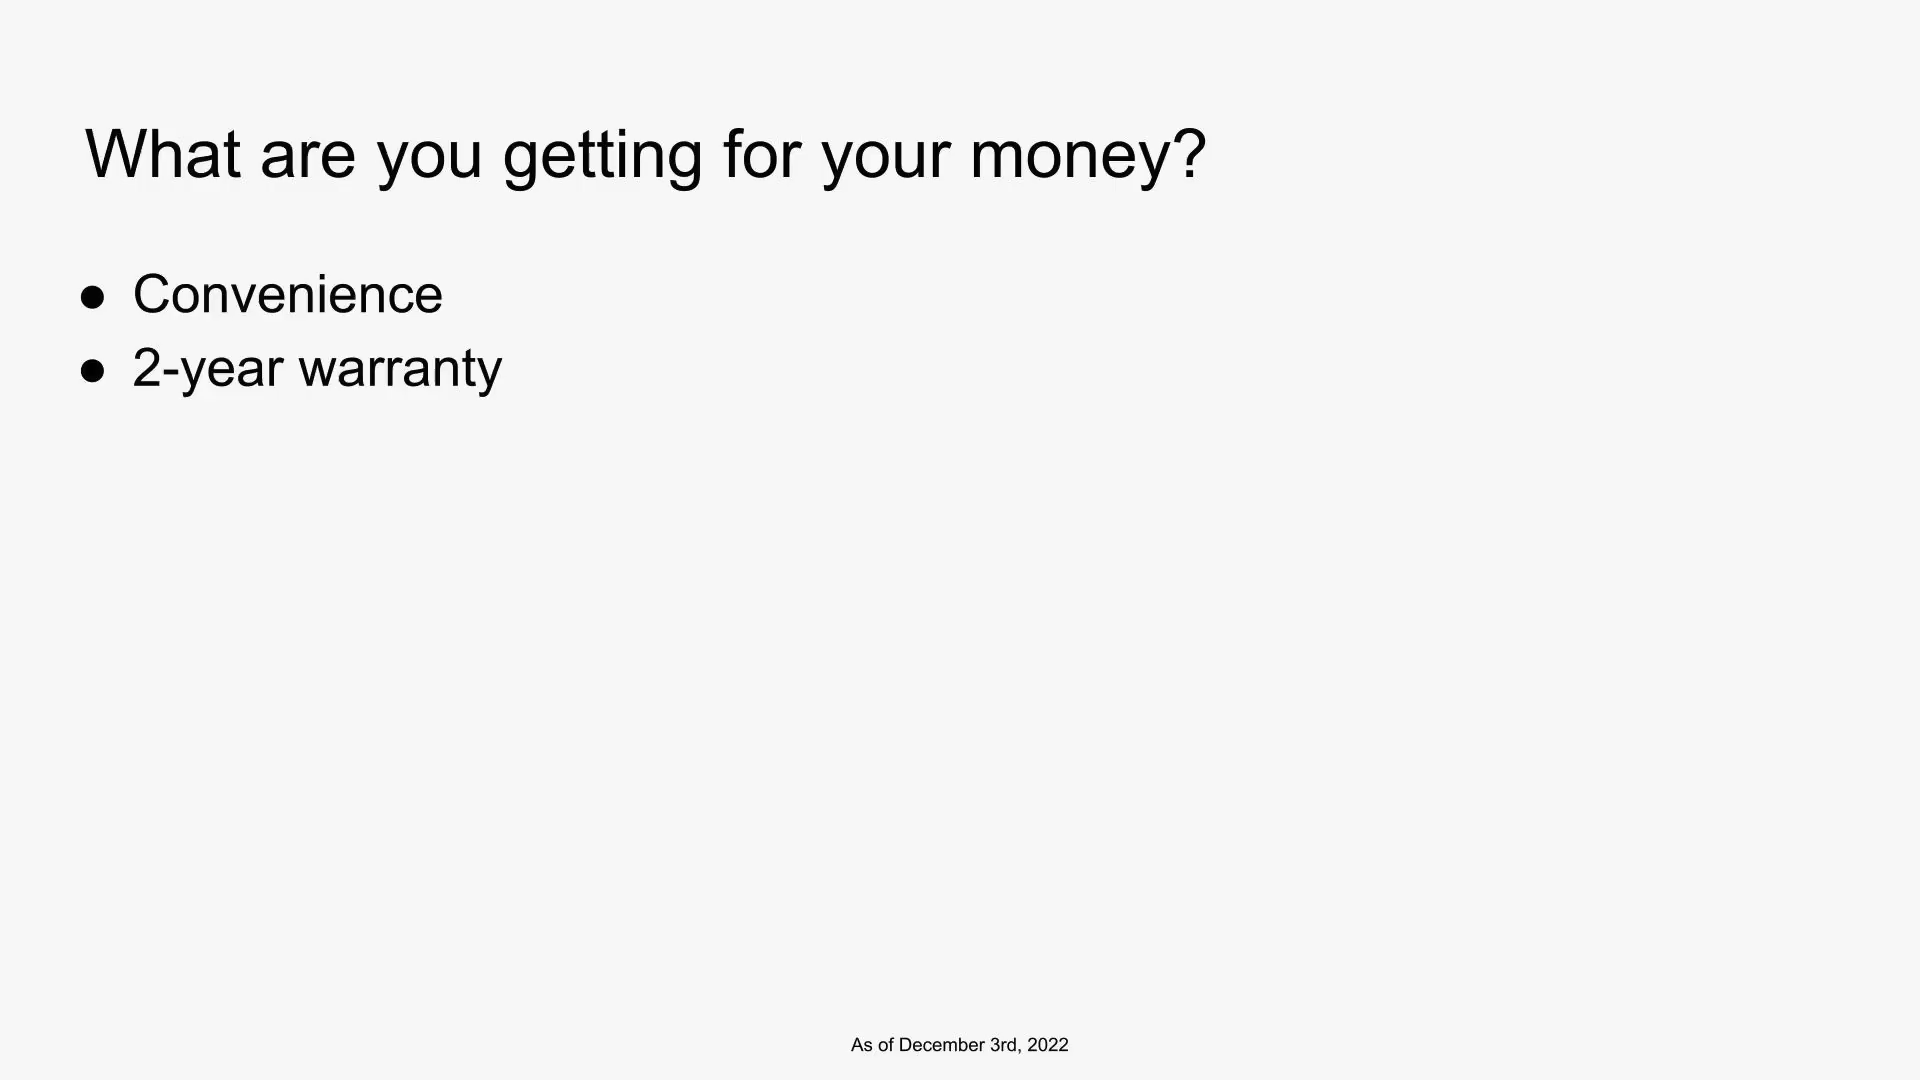 What are you getting for your money?
● Convenience
● 2-year warranty
As of December 3rd, 2022